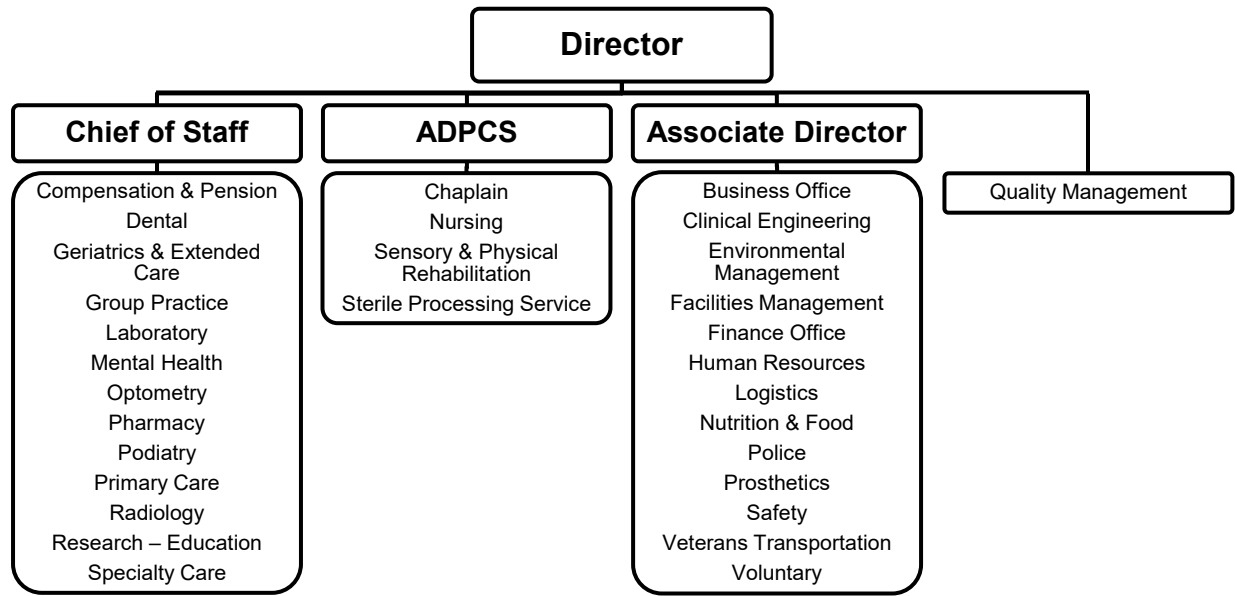 Director
Chief of Staff
Compensation & Pension
Dental
Geriatrics & Extended
Care
Group Practice
Laboratory
Mental Health
Optometry
Pharmacy
Podiatry
Primary Care
Radiology
Research – Education
Specialty Care
ADPCS
Chaplain
Nursing
Sensory & Physical
Rehabilitation
Sterile Processing Service
Associate Director
Business Office
Clinical Engineering
Environmental
Management
Facilities Management
Finance Office
Human Resources
Logistics
Nutrition & Food
Police
Prosthetics
Safety
Veterans Transportation
Voluntary
Quality Management